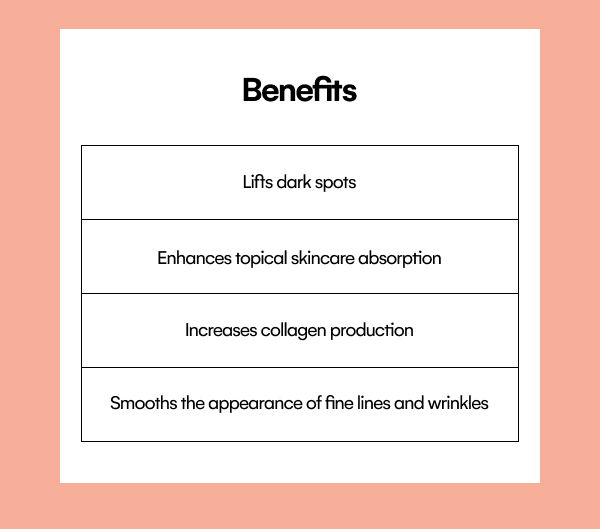 Benefits
Lifts dark spots
Enhances topical skincare absorption
Increases collagen production
Smooths the appearance of fine lines and wrinkles